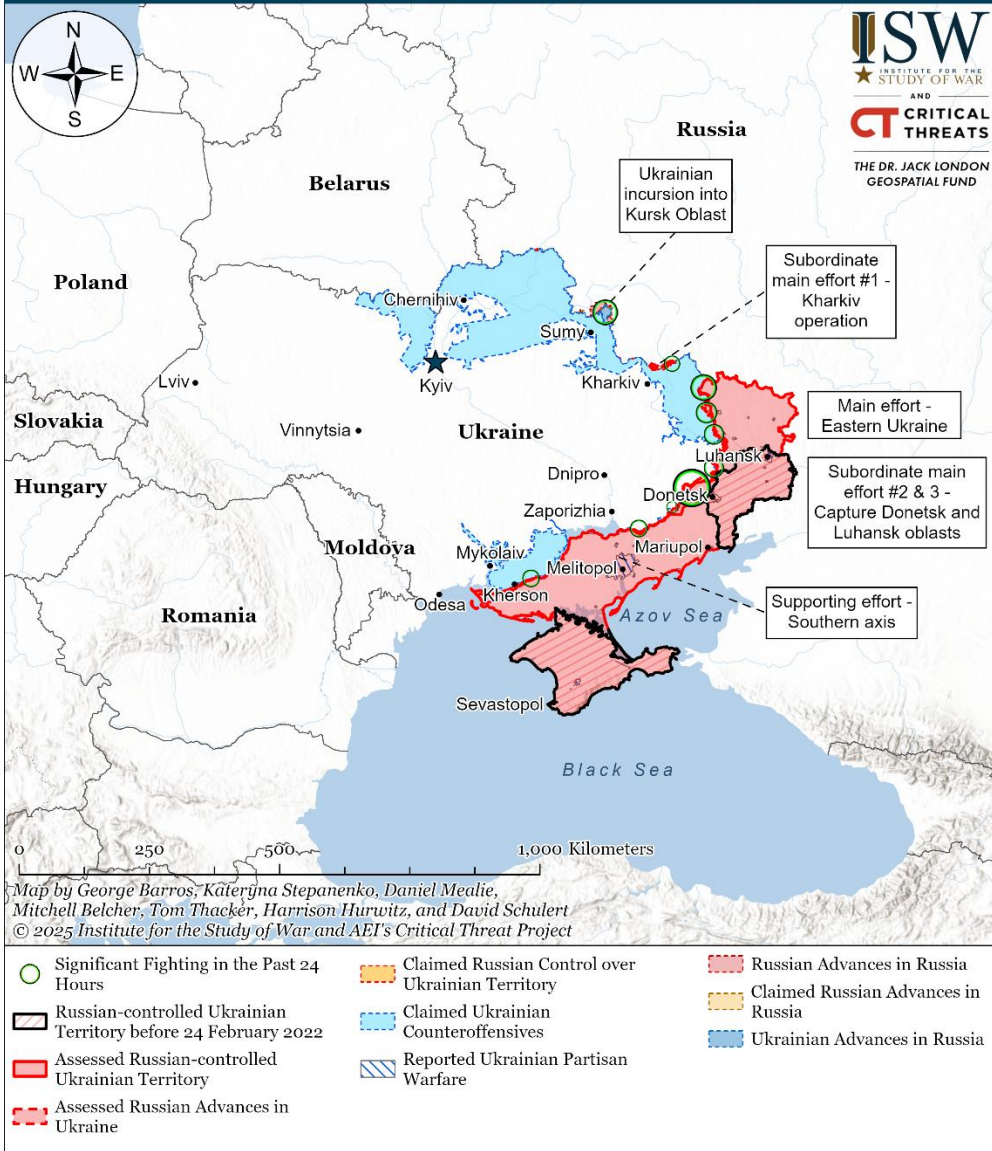 N
W E
S
ISW
INSTITUTE FOR THE
STUDY OF WAR
AND
CT CRITICAL
THREATS
THE DR. JACK LONDON
GEOSPATIAL FUND
Russia
Belarus
Poland
Ukrainian
incursion into
Kursk Oblast
Subordinate
main effort #1 -
Kharkiv
operation
Chernihiv
Sumy
Kyiv
Kharkiv
Lviv
Slovakia
Vinnytsia
Ukraine
Main effort -
Eastern Ukraine
Luhansk
Hungary
Dnipro
Donetsk
Subordinate main
effort #2 & 3 -
Capture Donetsk and
Luhansk oblasts
Zaporizhia
Moldova
Mykolaiv
Mariupol
Melitopol
Kherson
Odesa
Romania
Azov Sea
Supporting effort -
Southern axis
Sevastopol
Black Sea
0 250 500 1,000 Kilometers
Map by George Barros, Kateryna Stepanenko, Daniel Mealie,
Mitchell Belcher, Tom Thacker, Harrison Hurwitz, and David Schulert
© 2025 Institute for the Study of War and AEI's Critical Threat Project
Significant Fighting in the Past 24
Hours
Russian-controlled Ukrainian
Territory before 24 February 2022
Assessed Russian-controlled
Ukrainian Territory
Assessed Russian Advances in
Ukraine
Claimed Russian Control over
Ukrainian Territory
Claimed Ukrainian
Counteroffensives
Reported Ukrainian Partisan
Warfare
Russian Advances in Russia
Claimed Russian Advances in
Russia
Ukrainian Advances in Russia